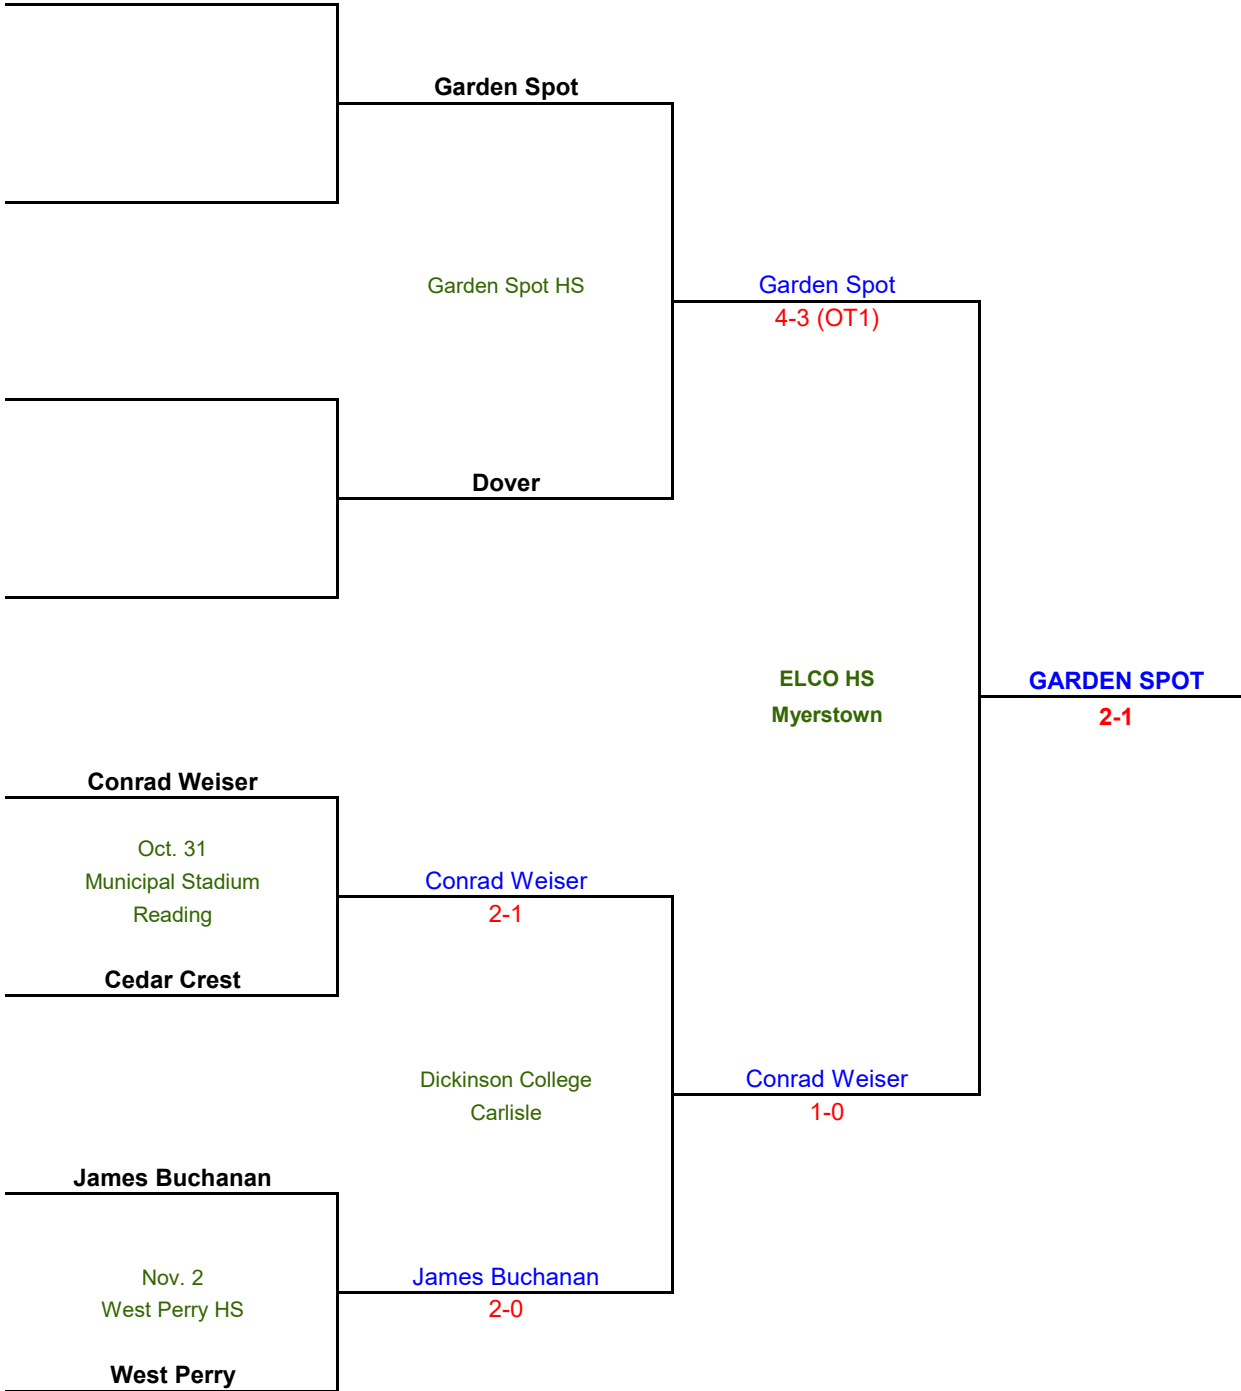 Garden Spot
Garden Spot HS
Garden Spot
4-3 (OT1)
Dover
ELCO HS
Myerstown
GARDEN SPOT
2-1
Conrad Weiser
Oct. 31
Municipal Stadium
Reading
Conrad Weiser
2-1
Cedar Crest
Dickinson College
Carlisle
Conrad Weiser
1-0
James Buchanan
Nov. 2
West Perry HS
James Buchanan
2-0
West Perry